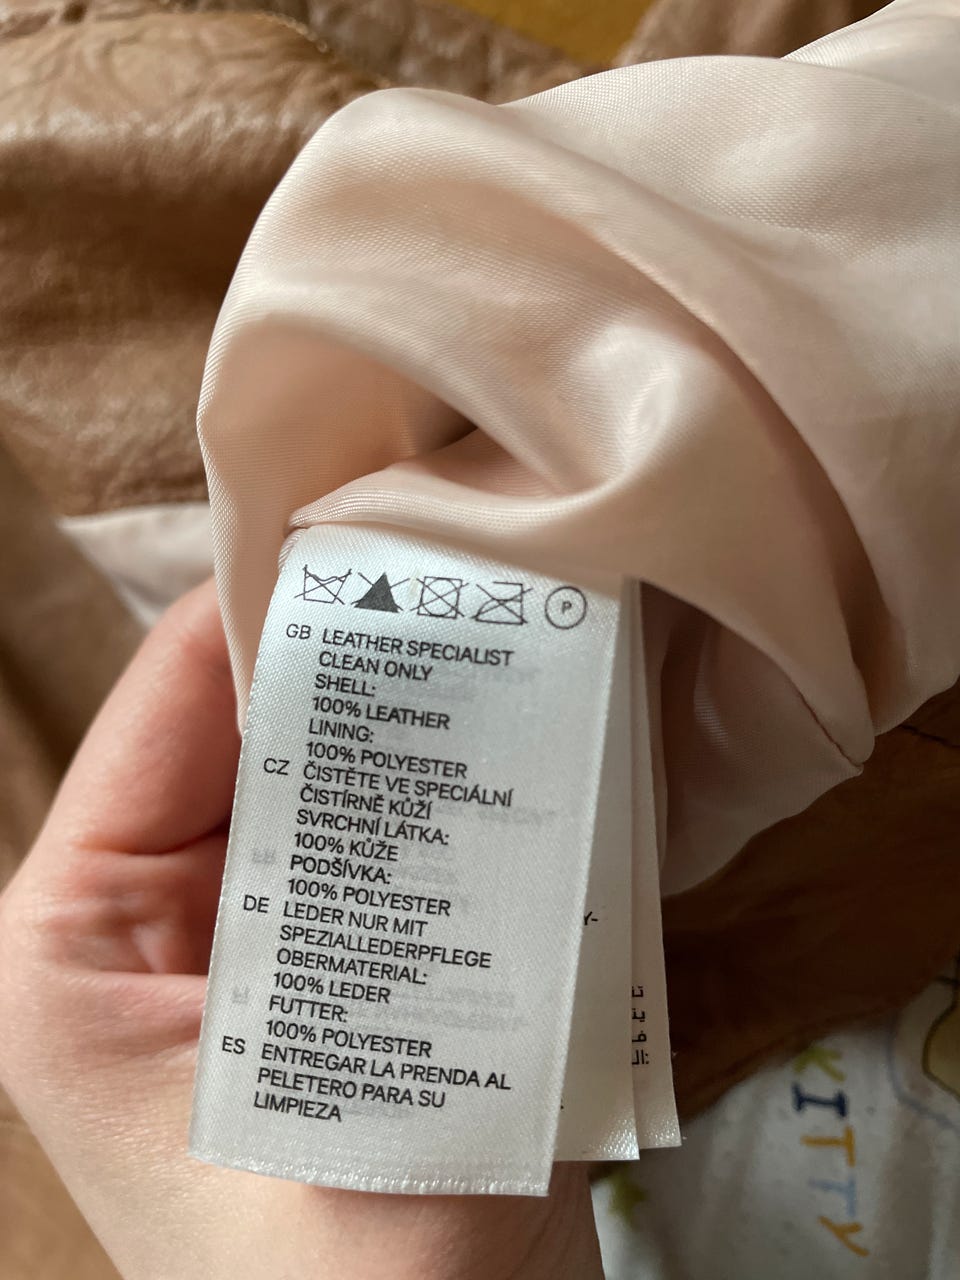 P
GB LEATHER SPECIALIST
CLEAN ONLY
SHELL:
100% LEATHER
LINING:
100% POLYESTER
CZ ČISTĚTE VE SPECIÁLNÍ
ČISTÍRNĚ KŮŽÍ
SVRCHNÍ LÁTKA:
100% KŮŽE
PODŠÍVKA:
100% POLYESTER
DE LEDER NUR MIT
SPEZIALLEDERPFLEGE
OBERMATERIAL:
100% LEDER
FUTTER:
100% POLYESTER
ES ENTREGAR LA PRENDA AL
PELETERO PARA SU
LIMPIEZA
Y-
KITTY